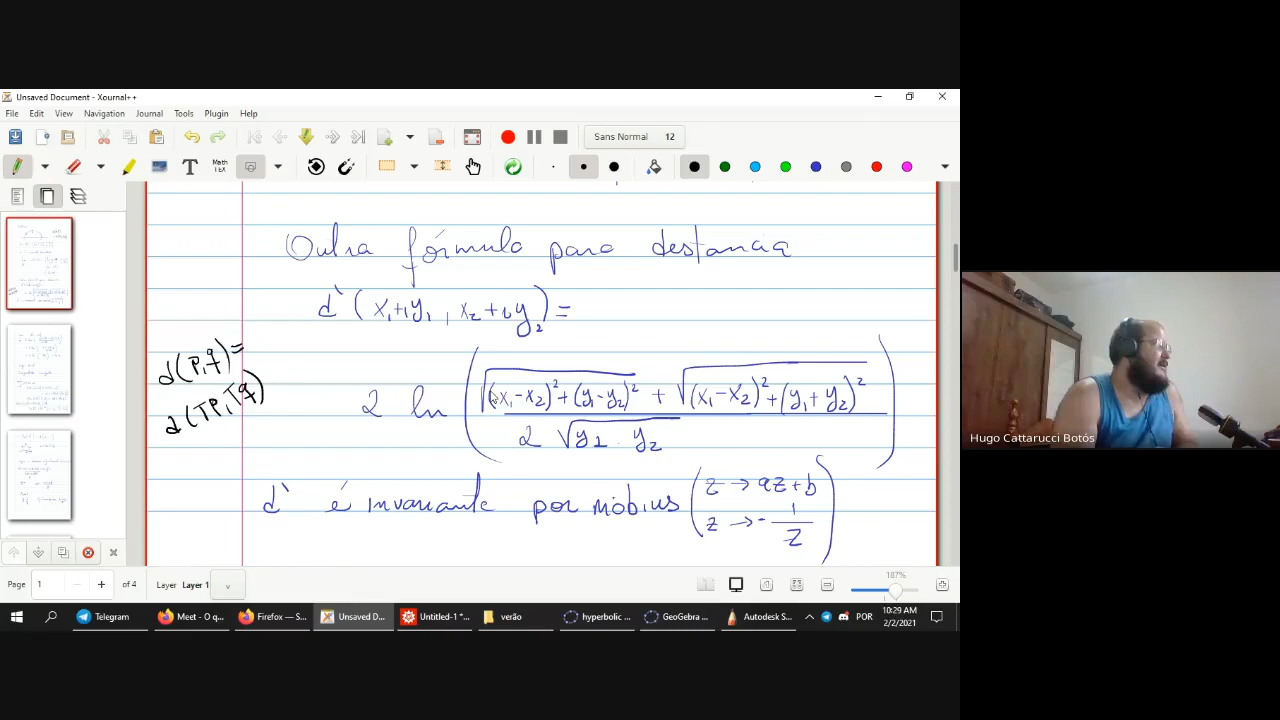 Unsaved Document - Xournal++
File Edit View Navigation Journal Tools Plugin Help
Sans Normal 12
Outra fórmula para destancia
d'(x₁+iy₁, x₂+iy₂) =
d(P,q) =
d(TP,Tq)
2 ln ( (√((x₁-x₂)²+(y₁-y₂)²) + √((x₁-x₂)²+(y₁+y₂)²)) / (2 √(y₂ . y₂)) )
d' é invariante por möbius (z → az+b
z → -1/z)
Hugo Cattarucci Botós
Page 1 of 4 Layer Layer 1 187%
Telegram Meet - O q... Firefox — S... Unsaved D... Untitled-1 *... verão hyperbolic ... GeoGebra ... Autodesk S... POR 10:29 AM
2/2/2021